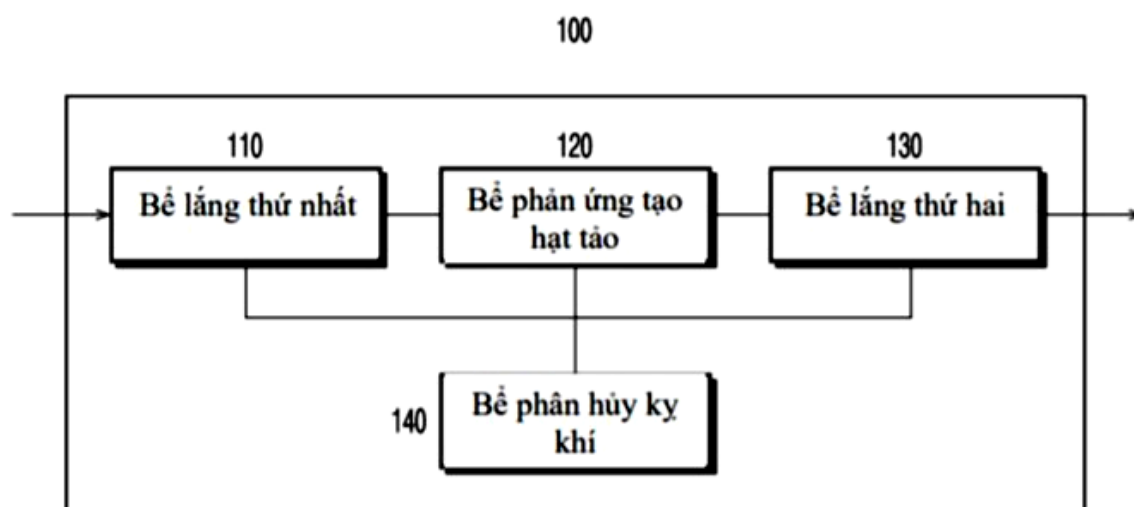 100
110
120
130
Bể lắng thứ nhất
Bể phản ứng tạo
hạt tảo
Bể lắng thứ hai
140
Bể phân hủy kỵ
khí